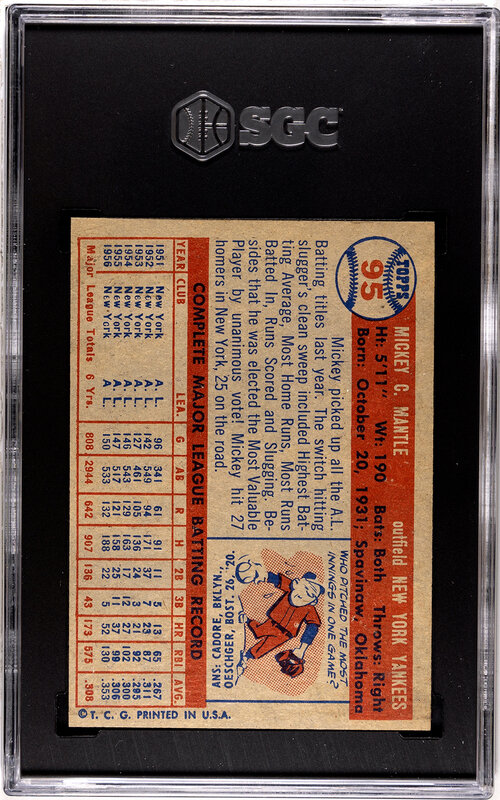 SGC
TOPPS
95
MICKEY C. MANTLE outfield NEW YORK YANKEES
Ht: 5'11" Wt: 190 Bats: Both Throws: Right
Born: October 20, 1931; Spavinaw, Oklahoma
Mickey picked up all the A.L.
Batting titles last year. The switch hitting
slugger's clean sweep included Highest Bat-
ting Average, Most Home Runs, Most Runs
Batted In, Runs Scored and Slugging. Be-
sides that he was elected the Most Valuable
Player by unanimous vote. Mickey hit 27
homers in New York, 25 on the road.
WHO PITCHED THE MOST
INNINGS IN ONE GAME?
ANS: CADORE, BKLYN.,
OESCHGER, BOST. 26, '20.
COMPLETE MAJOR LEAGUE BATTING RECORD
YEAR CLUB LEA. G AB R H 2B 3B HR RBI AVG.
1951 New York A L. 96 341 61 91 11 5 13 65 .267
1952 New York A L. 142 549 94 171 37 7 23 87 .311
1953 New York A L. 127 461 105 136 24 3 21 92 .295
1954 New York A L. 146 543 129 163 17 12 27 102 .300
1955 New York A L. 147 517 121 158 25 11 37 99 .306
1956 New York A L. 150 533 132 188 22 5 52 130 .353
Major League Totals 6 Yrs. 808 2944 642 907 136 43 173 575 .308
© T. C. G. PRINTED IN U.S.A.